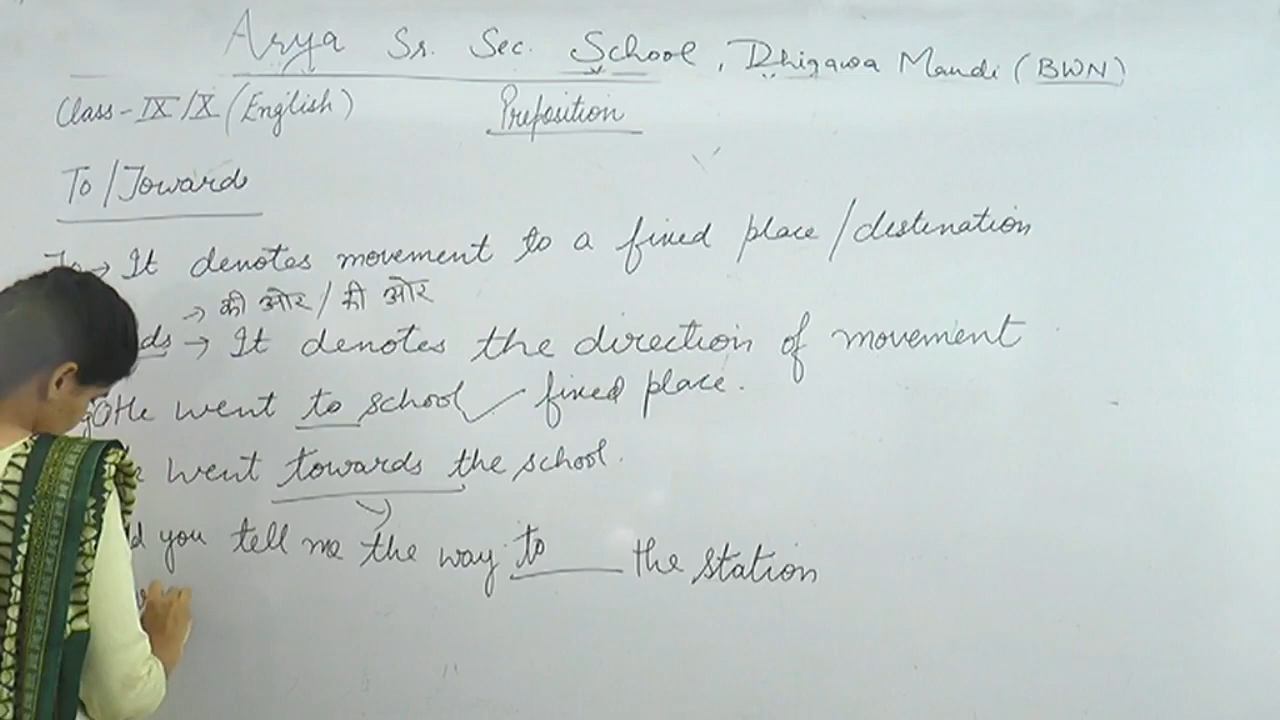 Arya Sr. Sec. School, Dhigawa Mandi (BWN)
Class - IX/X (English) Preposition
To/Toward
To → It denotes movement to a fixed place/destination
→ की ओर/की ओर
ds → It denotes the direction of movement
He went to school ✓ fixed place.
went towards the school.
you tell me the way to ___ the station